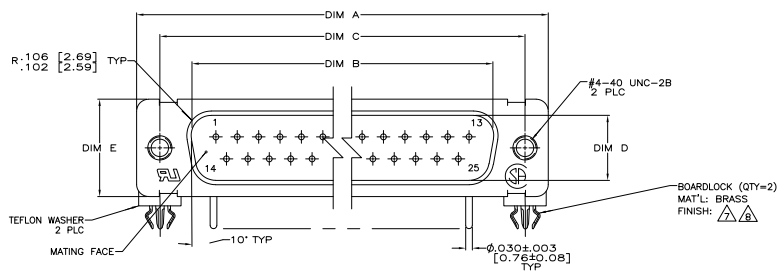 DIM A
DIM C
DIM B
R.106 [2.69] TYP
.102 [2.59]
#4-40 UNC-2B
2 PLC
1
13
DIM E
DIM D
14
25
BOARDLOCK (QTY=2)
MAT'L: BRASS
FINISH: 7 8
TEFLON WASHER
2 PLC
MATING FACE
10° TYP
Ø.030±.003
[0.76±0.08]
TYP